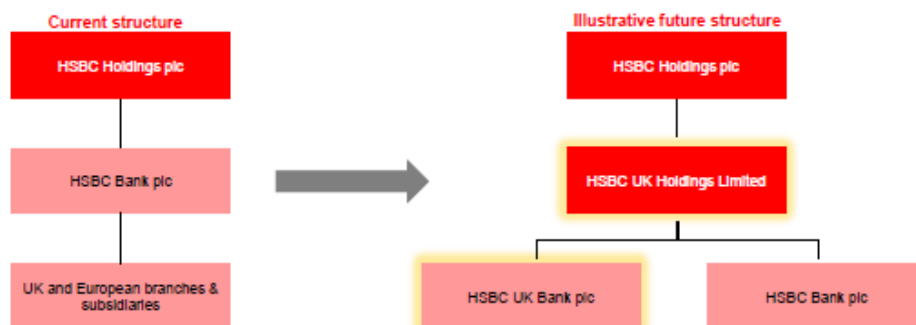 Current structure
Illustrative future structure
HSBC Holdings plc
HSBC Holdings plc
HSBC Bank plc
HSBC UK Holdings Limited
UK and European branches &
subsidiaries
HSBC UK Bank plc
HSBC Bank plc